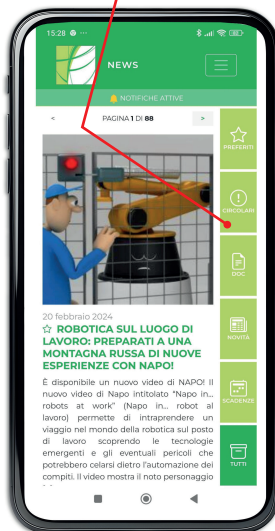 15:28
NEWS
NOTIFICHE ATTIVE
< PAGINA 1 DI 88 >
PREFERITI
CIRCOLARI
DOC
NOVITÀ
SCADENZE
TUTTI
20 febbraio 2024
ROBOTICA SUL LUOGO DI
LAVORO: PREPARATI A UNA
MONTAGNA RUSSA DI NUOVE
ESPERIENZE CON NAPO!
È disponibile un nuovo video di NAPO! Il
nuovo video di Napo intitolato "Napo in...
robots at work" (Napo in... robot al
lavoro) permette di intraprendere un
viaggio nel mondo della robotica sul posto
di lavoro scoprendo le tecnologie
emergenti e gli eventuali pericoli che
potrebbero celarsi dietro l'automazione dei
compiti. Il video mostra il noto personaggio